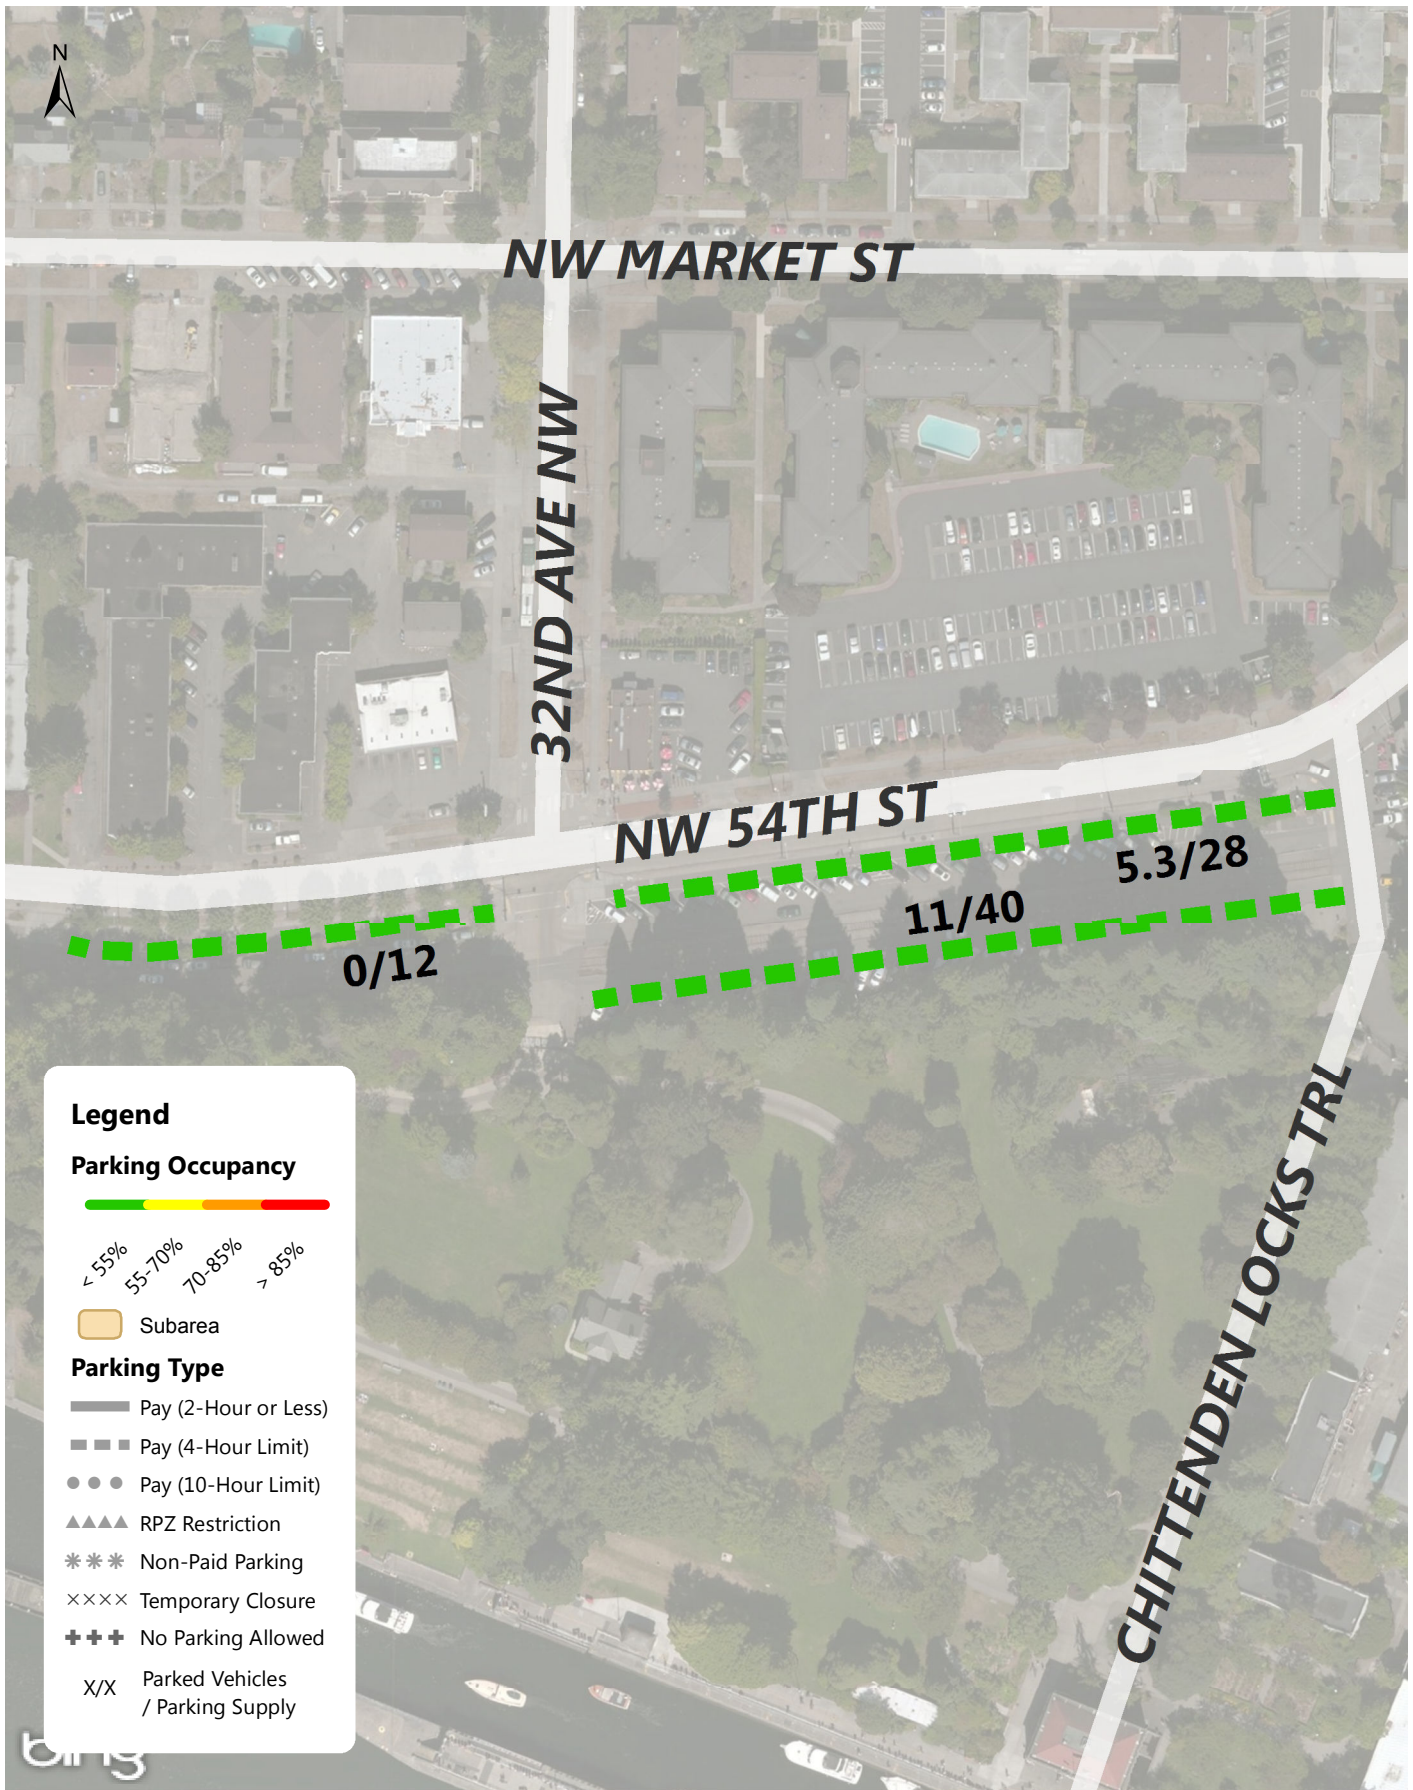 N
NW MARKET ST
32ND AVE NW
NW 54TH ST
5.3/28
11/40
0/12
CHITTENDEN LOCKS TRL
Legend
Parking Occupancy
< 55%
55-70%
70-85%
> 85%
Subarea
Parking Type
Pay (2-Hour or Less)
Pay (4-Hour Limit)
Pay (10-Hour Limit)
RPZ Restriction
Non-Paid Parking
Temporary Closure
No Parking Allowed
X/X Parked Vehicles
/ Parking Supply
bing